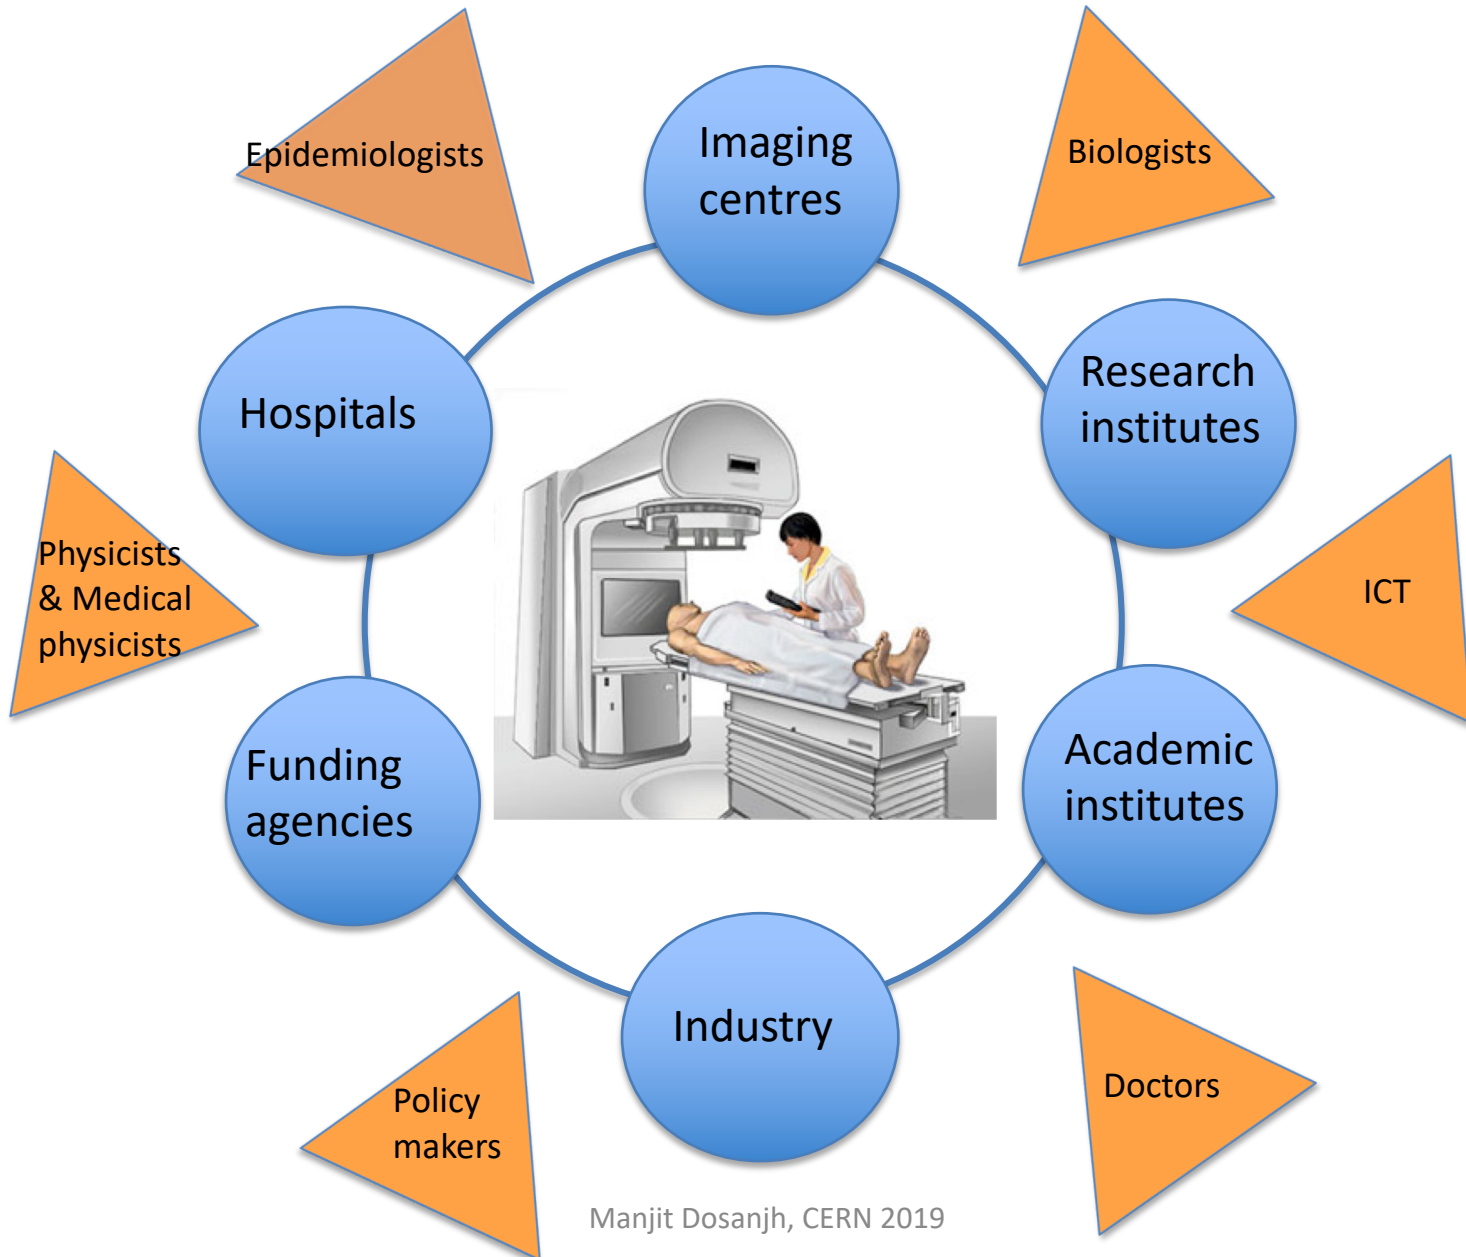 Epidemiologists
Imaging
centres
Biologists
Hospitals
Research
institutes
Physicists
& Medical
physicists
ICT
Funding
agencies
Academic
institutes
Industry
Policy
makers
Doctors
Manjit Dosanjh, CERN 2019